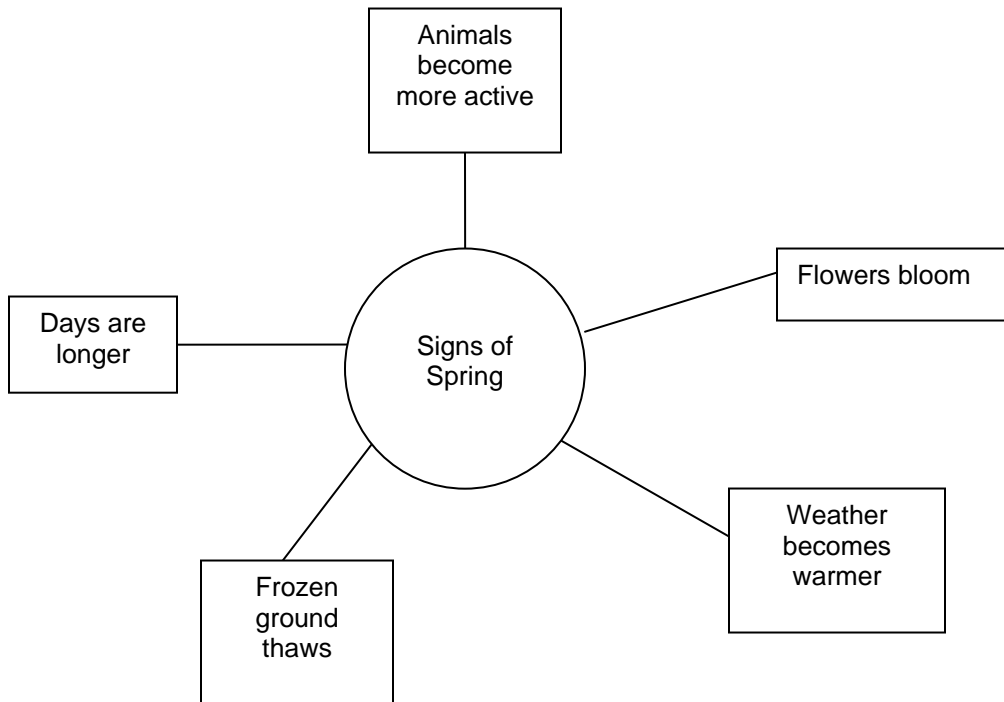 Animals
become
more active
Flowers bloom
Days are
longer
Signs of
Spring
Weather
becomes
warmer
Frozen
ground
thaws